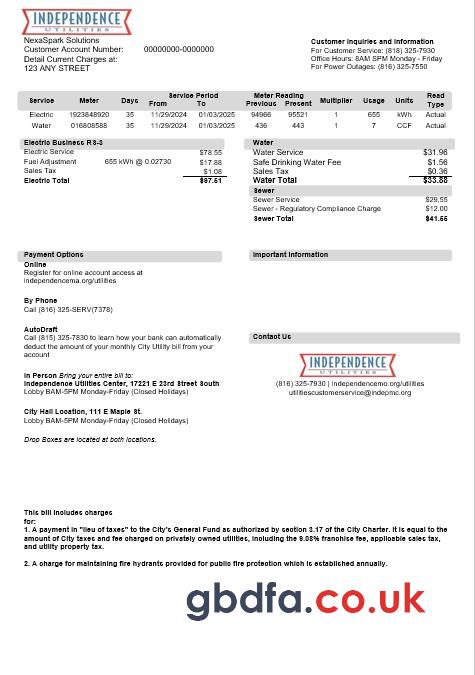 INDEPENDENCE
UTILITIES
NexaSpark Solutions
Customer Account Number: 00000000-0000000
Detail Current Charges at:
123 ANY STREET
Customer Inquiries and Information
For Customer Service: (818) 325-7930
Office Hours: 8AM SPM Monday - Friday
For Power Outages: (816) 325-7550
Service Period Meter Reading Read
Service Meter Days From To Previous Present Multiplier Usage Units Type
Electric 1923848920 35 11/29/2024 01/03/2025 94966 95521 1 655 kWh Actual
Water 016808588 35 11/29/2024 01/03/2025 436 443 1 7 CCF Actual
Electric Business RS-3
Electric Service $78.55
Fuel Adjustment 655 kWh @ 0.02730 $17.88
Sales Tax $1.08
Electric Total $97.51
Water
Water Service $31.96
Safe Drinking Water Fee $1.56
Sales Tax $0.36
Water Total $33.88
Sewer
Sewer Service $29,55
Sewer - Regulatory Compliance Charge $12.00
Sewer Total $41.55
Payment Options
Online
Register for online account access at
independencema.org/utilities
By Phone
Call (816) 325-SERV(7378)
AutoDraft
Call (815) 325-7830 to learn how your bank can automatically
deduct the amount of your monthly City Utility bill from your
account
In Person Bring your entire bill to:
Independence Utilities Center, 17221 E 23rd Street South
Lobby 8AM-5PM Monday-Friday (Closed Holidays)
City Hall Location, 111 E Maple St.
Lobby 8AM-5PM Monday-Friday (Closed Holidays)
Drop Boxes are located at both locations.
Important Information
Contact Us
INDEPENDENCE
UTILITIES
(816) 325-7930 | Independencemo.org/utilities
utilitiescustomerservice@indepmc.org
This bill includes charges
for:
1. A payment in "lieu of taxes" to the City's General Fund as authorized by section 3.17 of the City Charter. It is equal to the
amount of City taxes and fee charged on privately owned utilities, including the 9.08% franchise fee, applicable sales tax,
and utility property tax.
2. A charge for maintaining fire hydrants provided for public fire protection which is established annually.
gbdfa.co.uk